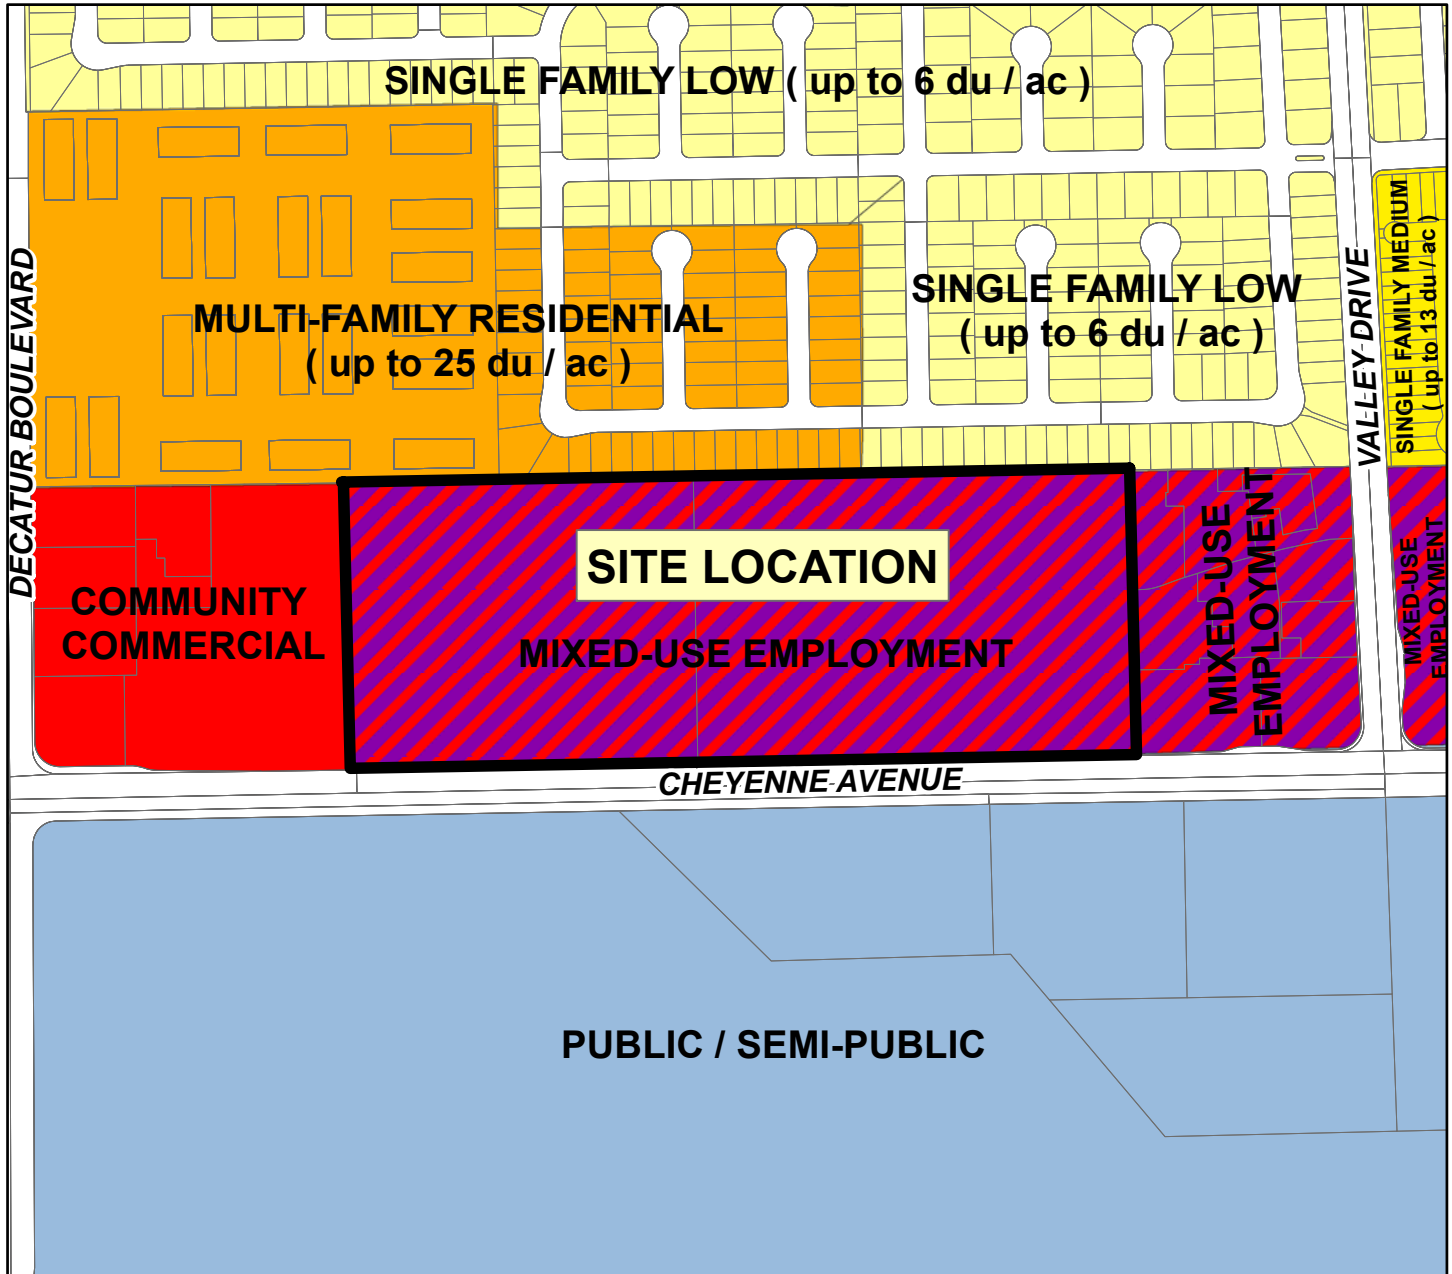 SINGLE FAMILY LOW ( up to 6 du / ac )
SINGLE FAMILY MEDIUM
( up to 13 du / ac )
DECATUR BOULEVARD
VALLEY DRIVE
MULTI-FAMILY RESIDENTIAL
( up to 25 du / ac )
SINGLE FAMILY LOW
( up to 6 du / ac )
COMMUNITY
COMMERCIAL
SITE LOCATION
MIXED-USE EMPLOYMENT
MIXED-USE
EMPLOYMENT
MIXED-USE
EMPLOYMENT
CHEYENNE AVENUE
PUBLIC / SEMI-PUBLIC